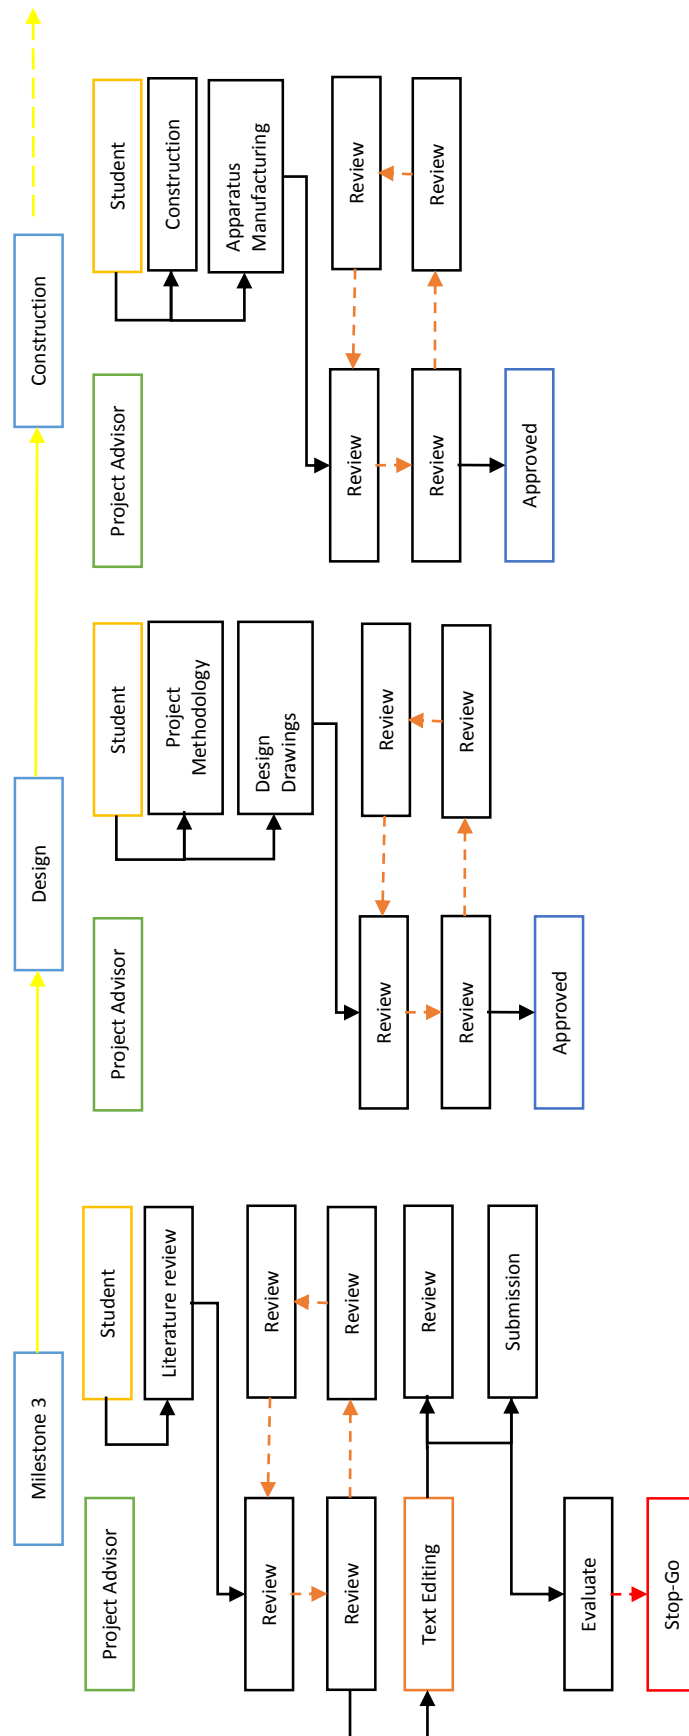 Milestone 3
Design
Construction
Project Advisor
Student
Literature review
Review
Review
Review
Review
Text Editing
Review
Submission
Evaluate
Stop-Go
Project Advisor
Student
Project
Methodology
Design
Drawings
Review
Review
Review
Review
Approved
Project Advisor
Student
Construction
Apparatus
Manufacturing
Review
Review
Review
Review
Approved